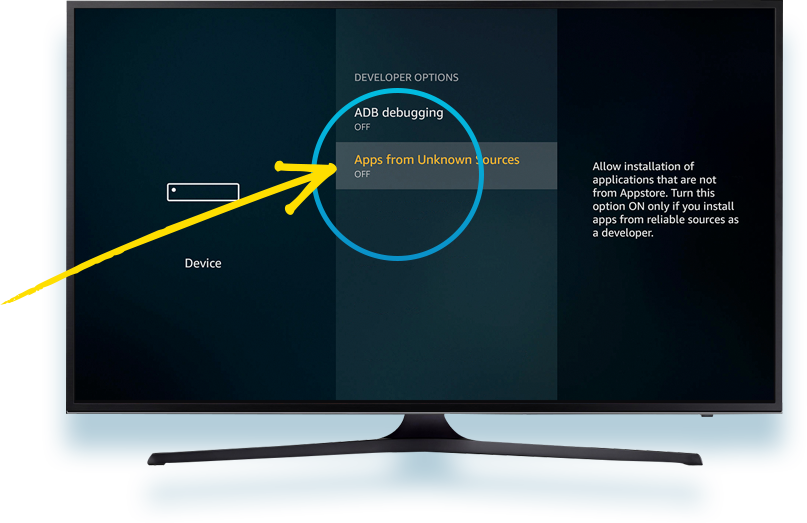 DEVELOPER OPTIONS
ADB debugging
OFF
Apps from Unknown Sources
OFF
Device
Allow installation of
applications that are not
from Appstore. Turn this
option ON only if you install
apps from reliable sources as
a developer.